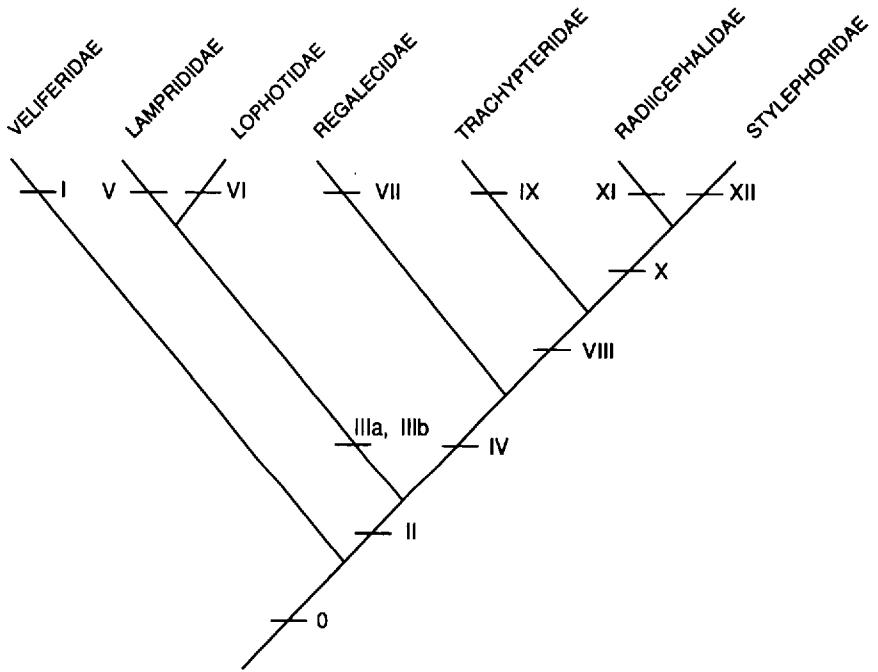 VELIFERIDAE
LAMPRIDIDAE
LOPHOTIDAE
REGALECIDAE
TRACHYPTERIDAE
RADIICEPHALIDAE
STYLEPHORIDAE
I
V
VI
VII
IX
XI
XII
X
VIII
IIIa, IIIb
IV
II
0